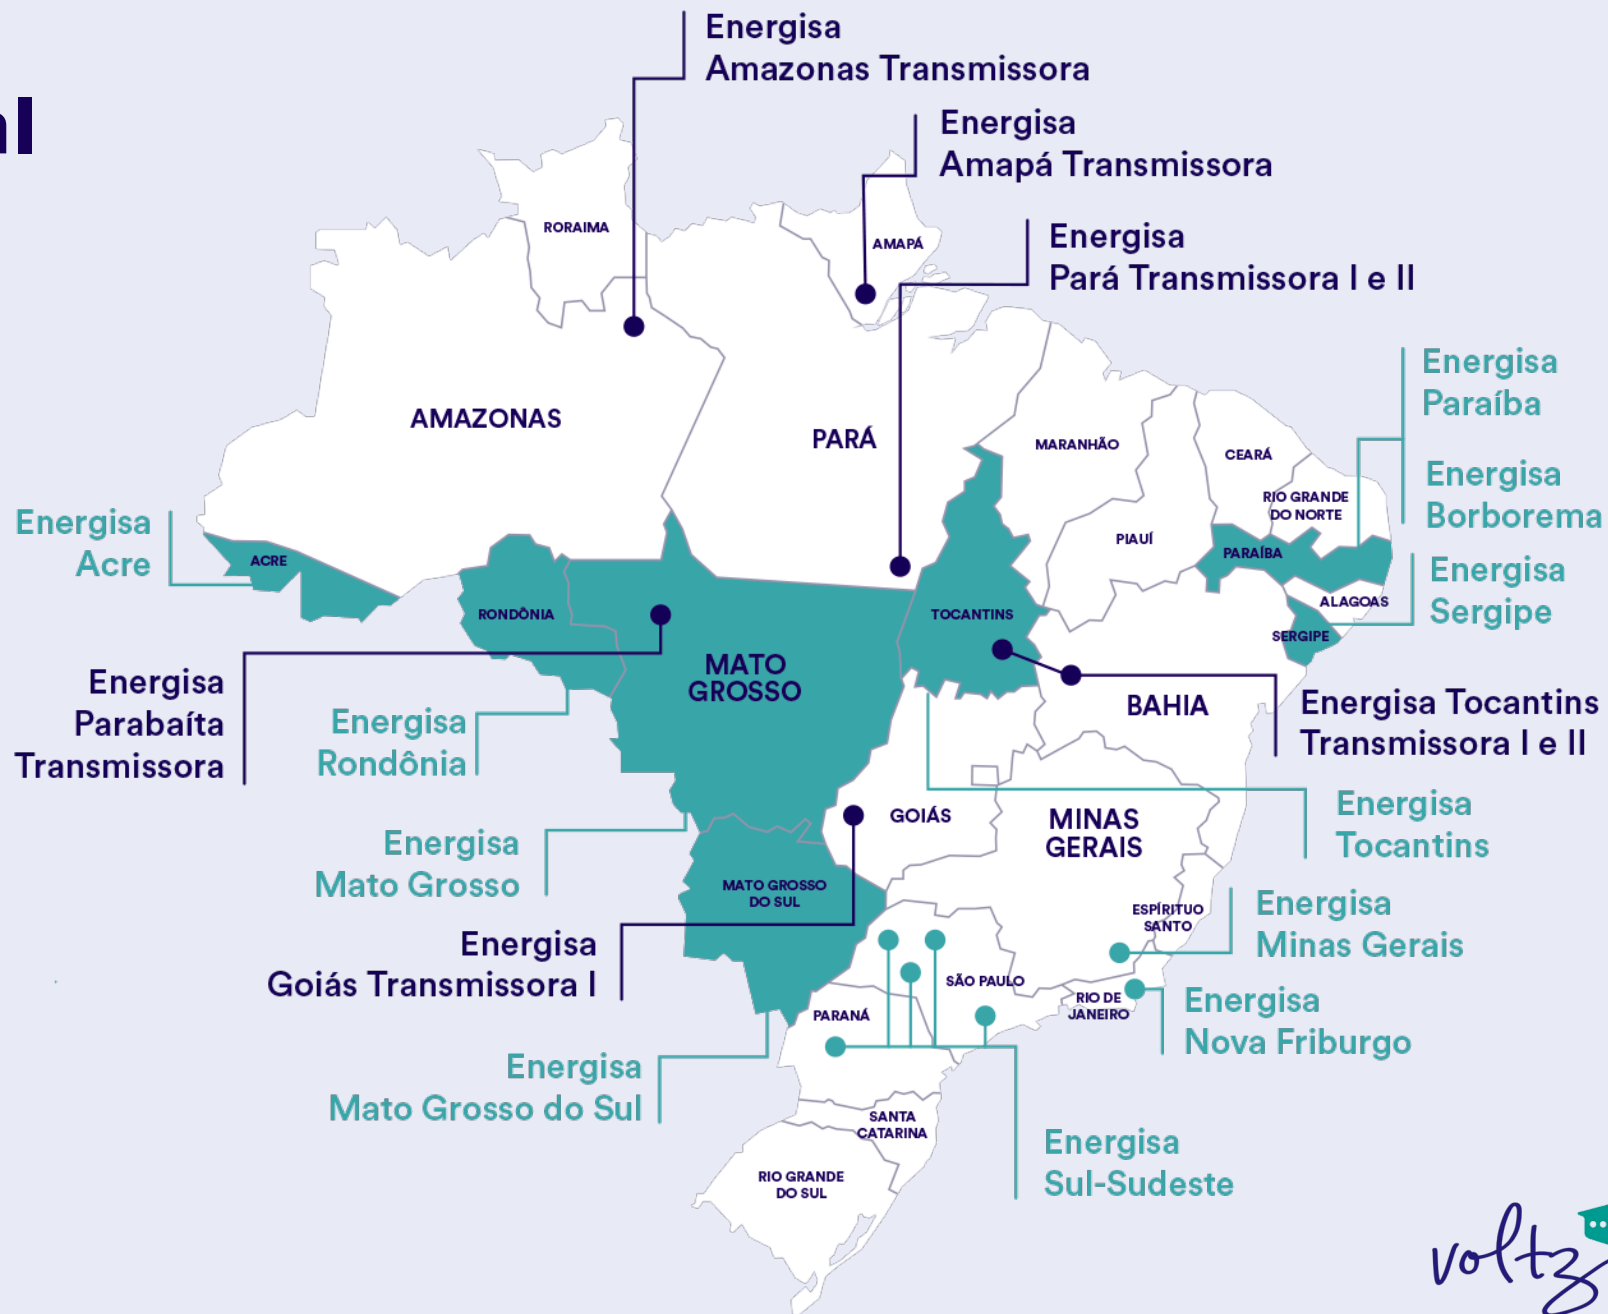 al
Energisa
Amazonas Transmissora
Energisa
Amapá Transmissora
Energisa
Pará Transmissora I e II
RORAIMA
AMAPÁ
AMAZONAS
PARÁ
MARANHÃO
CEARÁ
RIO GRANDE
DO NORTE
PIAUÍ
PARAÍBA
ALAGOAS
SERGIPE
ACRE
RONDÔNIA
TOCANTINS
MATO
GROSSO
BAHIA
GOIÁS
MINAS
GERAIS
MATO GROSSO
DO SUL
ESPÍRITUO
SANTO
SÃO PAULO
RIO DE
JANEIRO
PARANÁ
SANTA
CATARINA
RIO GRANDE
DO SUL
Energisa
Paraíba
Energisa
Borborema
Energisa
Sergipe
Energisa
Acre
Energisa
Parabaíta
Transmissora
Energisa
Rondônia
Energisa Tocantins
Transmissora I e II
Energisa
Tocantins
Energisa
Mato Grosso
Energisa
Minas Gerais
Energisa
Goiás Transmissora I
Energisa
Nova Friburgo
Energisa
Mato Grosso do Sul
Energisa
Sul-Sudeste
voltz